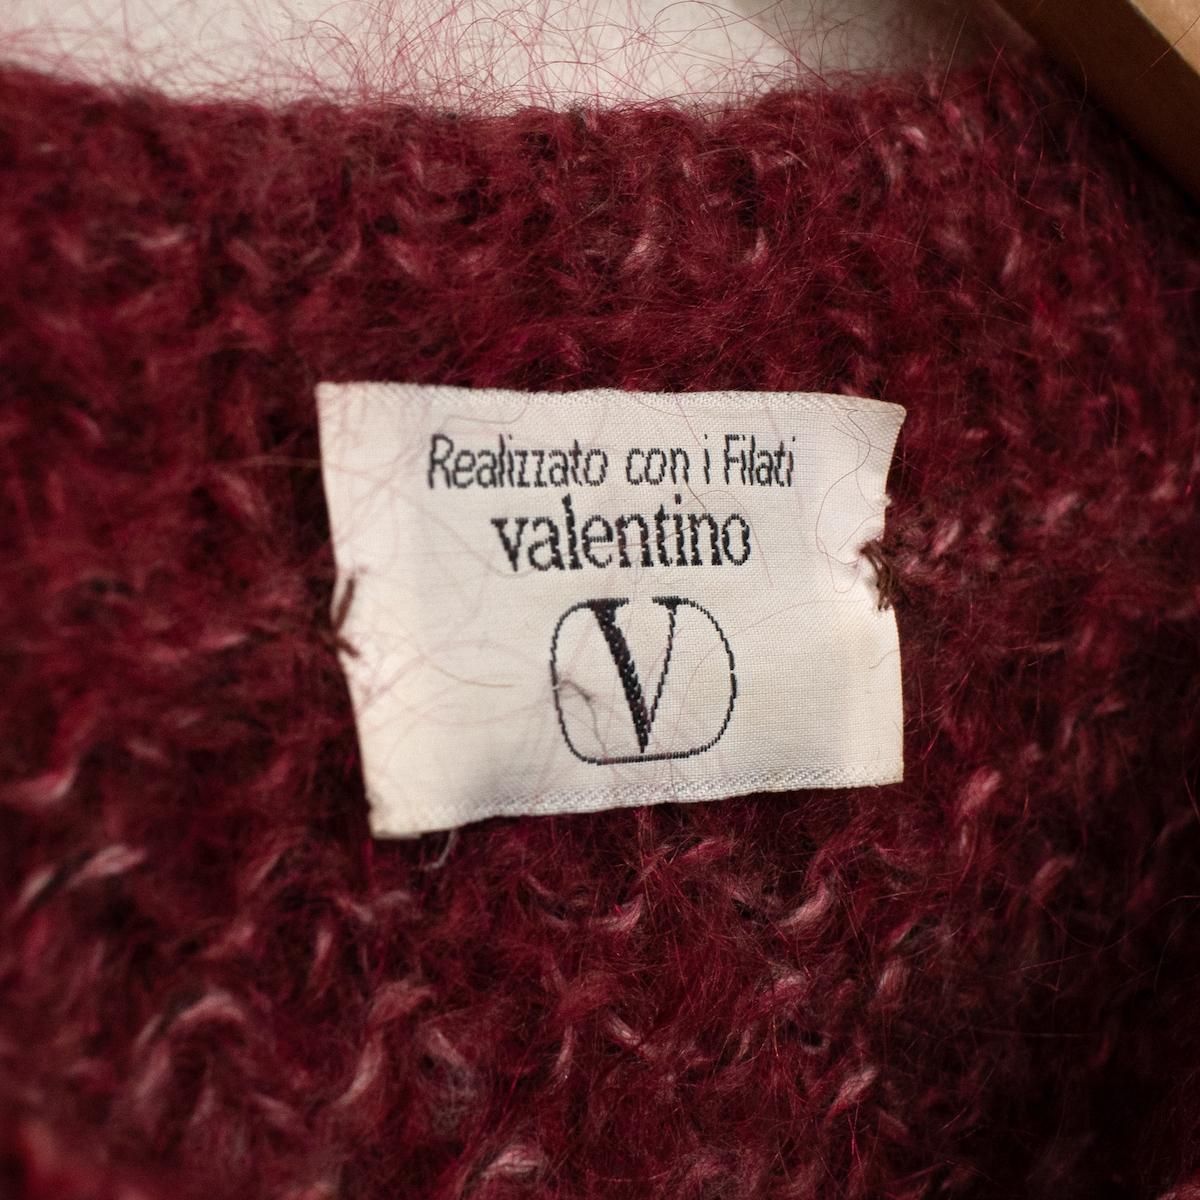 Realizzato con i Filati
valentino
V